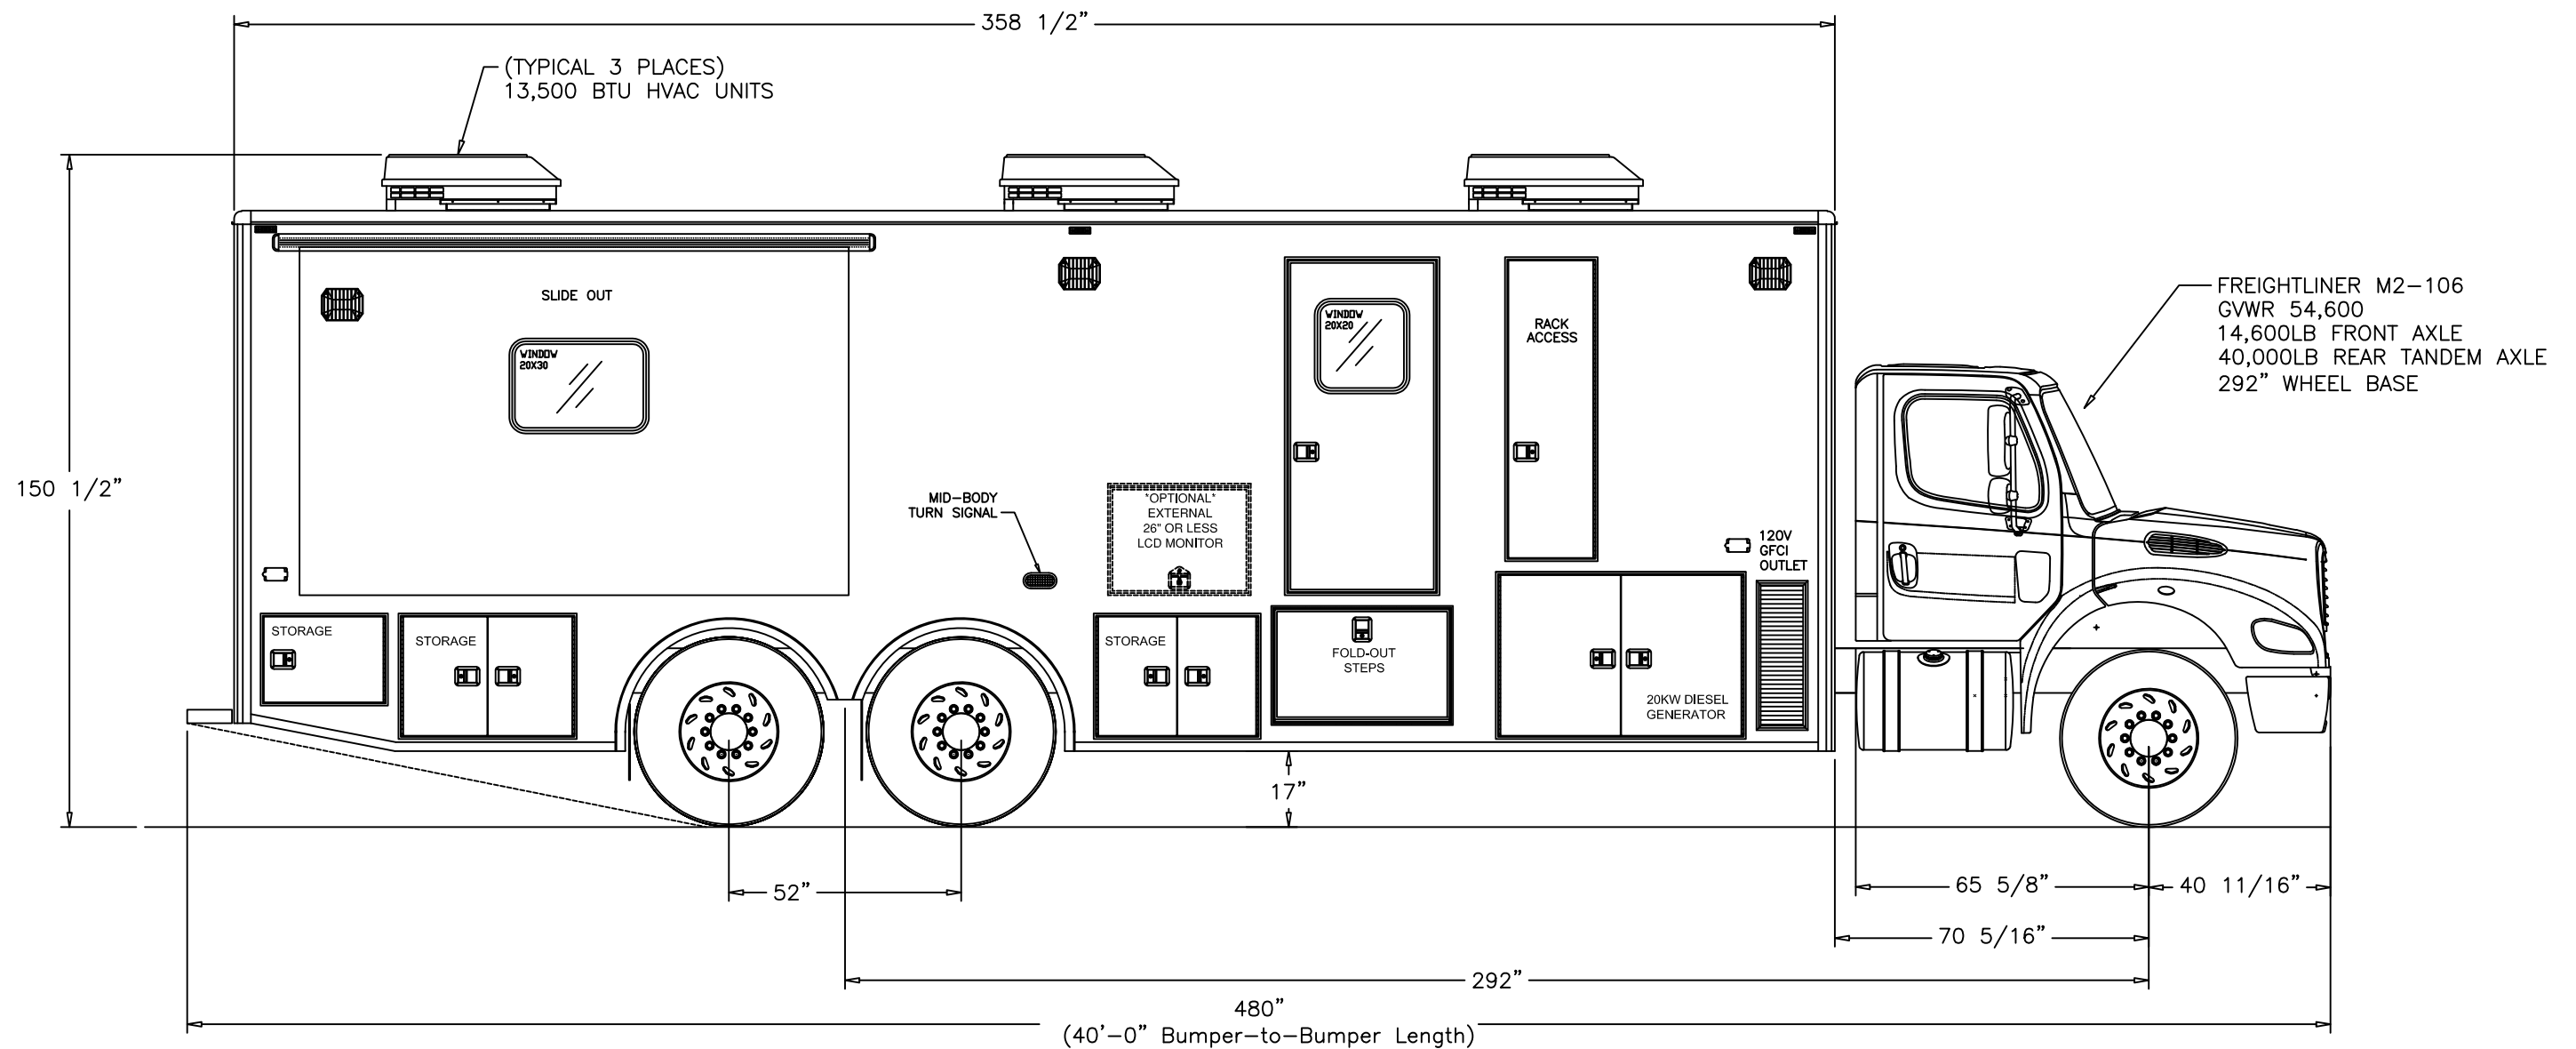 358 1/2”
(TYPICAL 3 PLACES)
13,500 BTU HVAC UNITS
SLIDE OUT
WINDOW
20X30
WINDOW
20X20
RACK
ACCESS
FREIGHTLINER M2-106
GVWR 54,600
14,600LB FRONT AXLE
40,000LB REAR TANDEM AXLE
292” WHEEL BASE
150 1/2”
MID-BODY
TURN SIGNAL
*OPTIONAL*
EXTERNAL
26" OR LESS
LCD MONITOR
120V
GFCI
OUTLET
STORAGE
STORAGE
STORAGE
FOLD-OUT
STEPS
20KW DIESEL
GENERATOR
17”
52”
65 5/8”
40 11/16”
70 5/16”
292”
480”
(40’-0” Bumper-to-Bumper Length)